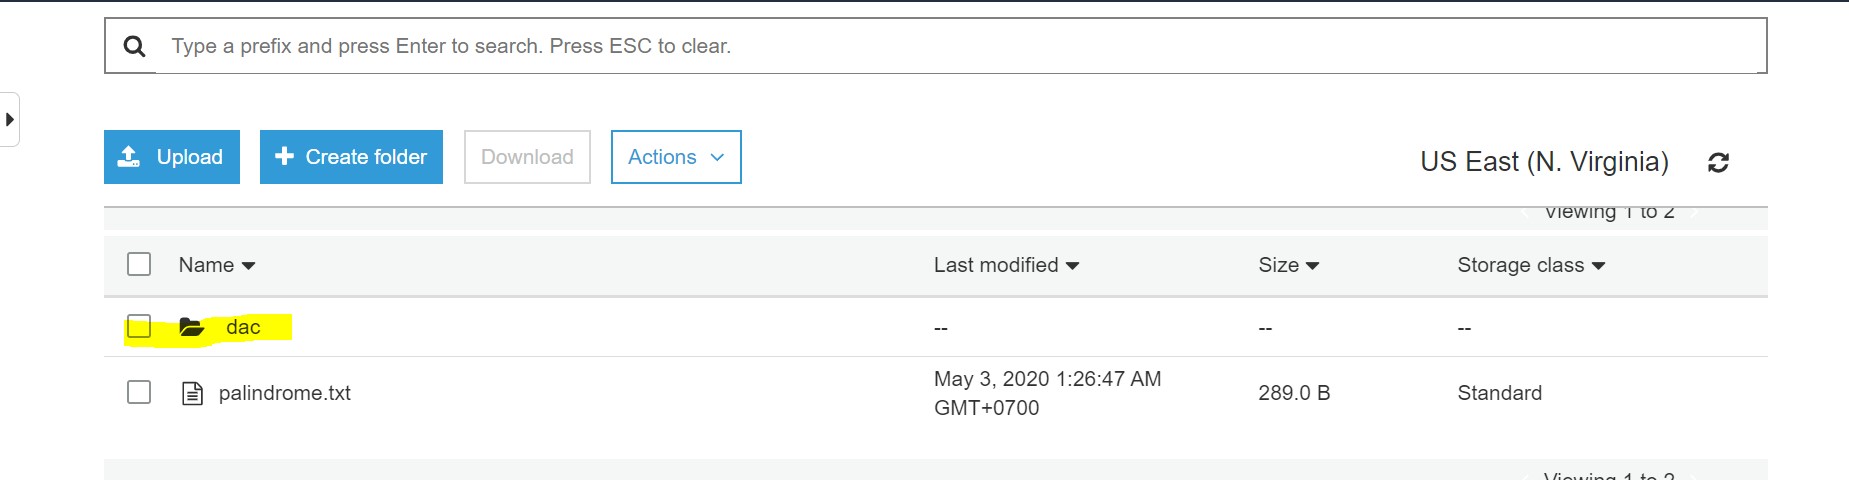 Type a prefix and press Enter to search. Press ESC to clear.
Upload
Create folder
Download
Actions
US East (N. Virginia)
Viewing 1 to 2
Name
Last modified
Size
Storage class
dac
--
--
--
palindrome.txt
May 3, 2020 1:26:47 AM
GMT+0700
289.0 B
Standard
Viewing 1 to 2